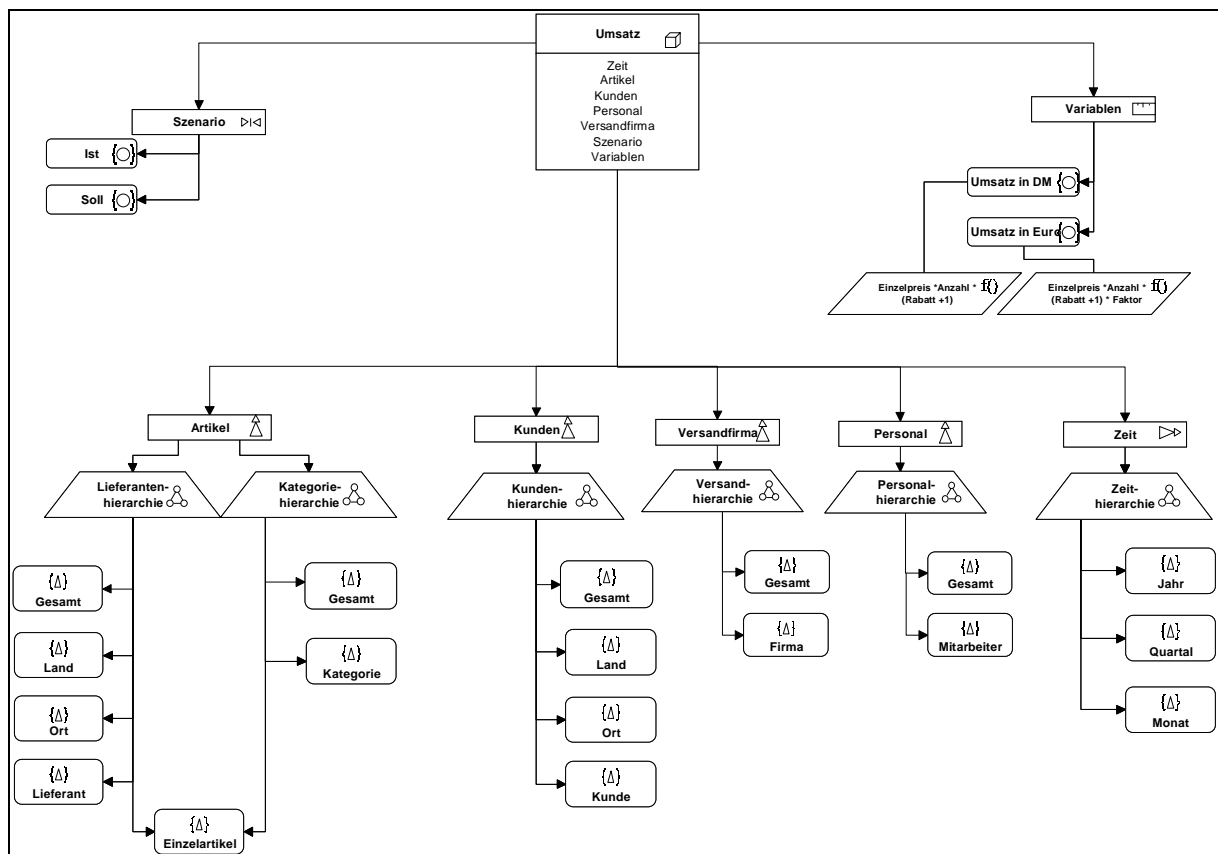 Umsatz
Zeit
Artikel
Kunden
Personal
Versandfirma
Szenario
Variablen
Szenario
Ist
Soll
Variablen
Umsatz in DM
Umsatz in Euro
Einzelpreis *Anzahl *
(Rabatt +1)
f()
Einzelpreis *Anzahl *
(Rabatt +1) * Faktor
f()
Artikel
Kunden
Versandfirma
Personal
Zeit
Lieferanten-
hierarchie
Kategorie-
hierarchie
Kunden-
hierarchie
Versand-
hierarchie
Personal-
hierarchie
Zeit-
hierarchie
Gesamt
Land
Ort
Lieferant
Einzelartikel
Gesamt
Kategorie
Gesamt
Land
Ort
Kunde
Gesamt
Firma
Gesamt
Mitarbeiter
Jahr
Quartal
Monat